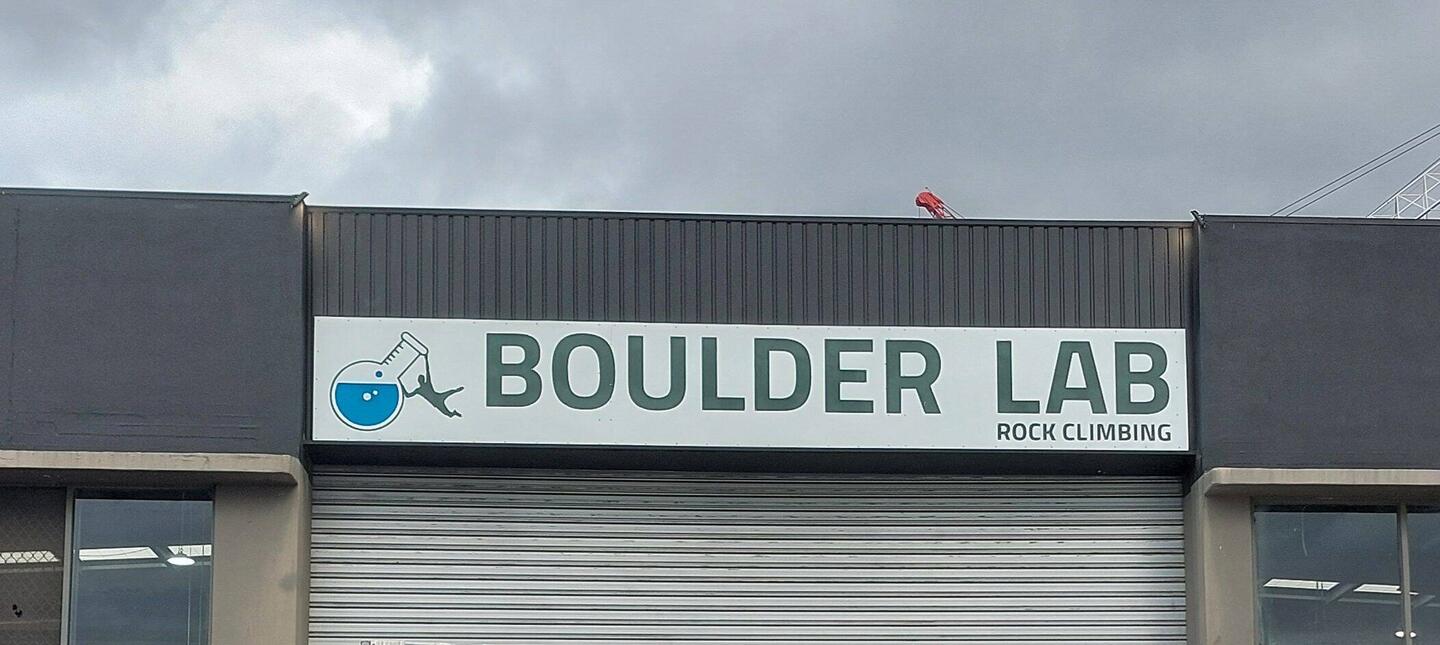 BOULDER LAB
ROCK CLIMBING